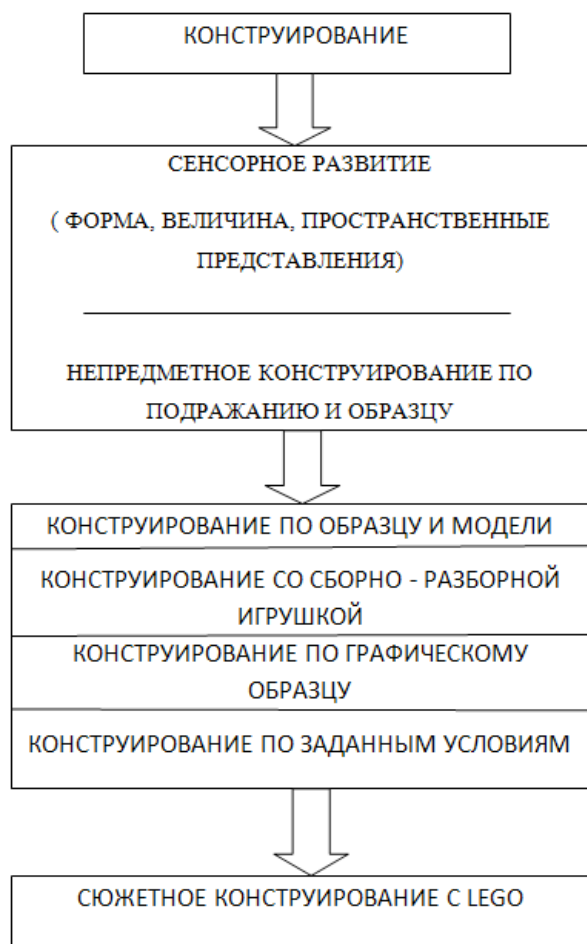 КОНСТРУИРОВАНИЕ
СЕНСОРНОЕ РАЗВИТИЕ
( ФОРМА, ВЕЛИЧИНА, ПРОСТРАНСТВЕННЫЕ
ПРЕДСТАВЛЕНИЯ)
НЕПРЕДМЕТНОЕ КОНСТРУИРОВАНИЕ ПО
ПОДРАЖАНИЮ И ОБРАЗЦУ
КОНСТРУИРОВАНИЕ ПО ОБРАЗЦУ И МОДЕЛИ
КОНСТРУИРОВАНИЕ СО СБОРНО - РАЗБОРНОЙ
ИГРУШКОЙ
КОНСТРУИРОВАНИЕ ПО ГРАФИЧЕСКОМУ
ОБРАЗЦУ
КОНСТРУИРОВАНИЕ ПО ЗАДАННЫМ УСЛОВИЯМ
СЮЖЕТНОЕ КОНСТРУИРОВАНИЕ С LEGO